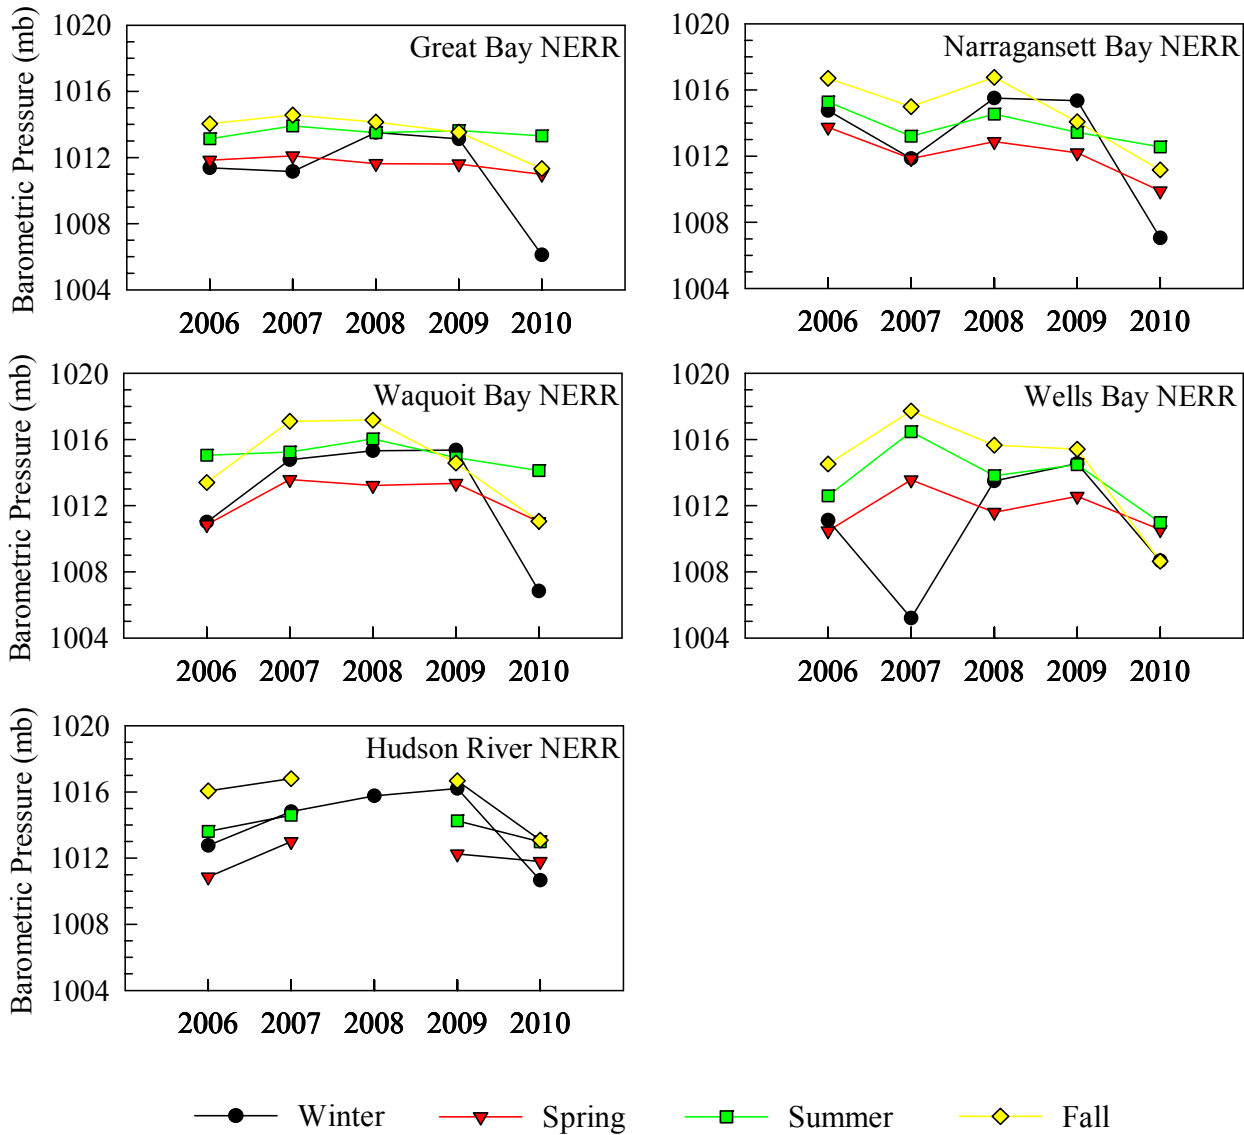 Barometric Pressure (mb)
1020
1016
1012
1008
1004
Great Bay NERR
2006 2007 2008 2009 2010
1020
1016
1012
1008
1004
Narragansett Bay NERR
2006 2007 2008 2009 2010
Barometric Pressure (mb)
1020
1016
1012
1008
1004
Waquoit Bay NERR
2006 2007 2008 2009 2010
1020
1016
1012
1008
1004
Wells Bay NERR
2006 2007 2008 2009 2010
Barometric Pressure (mb)
1020
1016
1012
1008
1004
Hudson River NERR
2006 2007 2008 2009 2010
Winter Spring Summer Fall